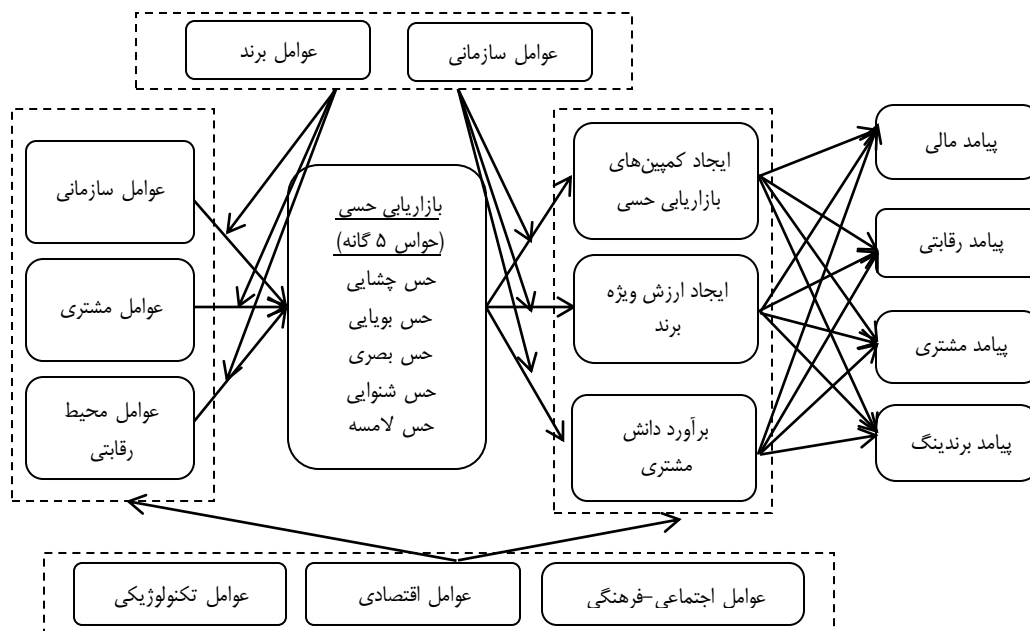 عوامل سازمانی
عوامل برند
پیامد مالی
پیامد رقابتی
پیامد مشتری
پیامد برندینگ
ایجاد کمپین‌های
بازاریابی حسی
ایجاد ارزش ویژه
برند
برآورد دانش
مشتری
بازاریابی حسی
(حواس ۵ گانه)
حس چشایی
حس بویایی
حس بصری
حس شنوایی
حس لامسه
عوامل سازمانی
عوامل مشتری
عوامل محیط
رقابتی
عوامل اجتماعی-فرهنگی
عوامل اقتصادی
عوامل تکنولوژیکی